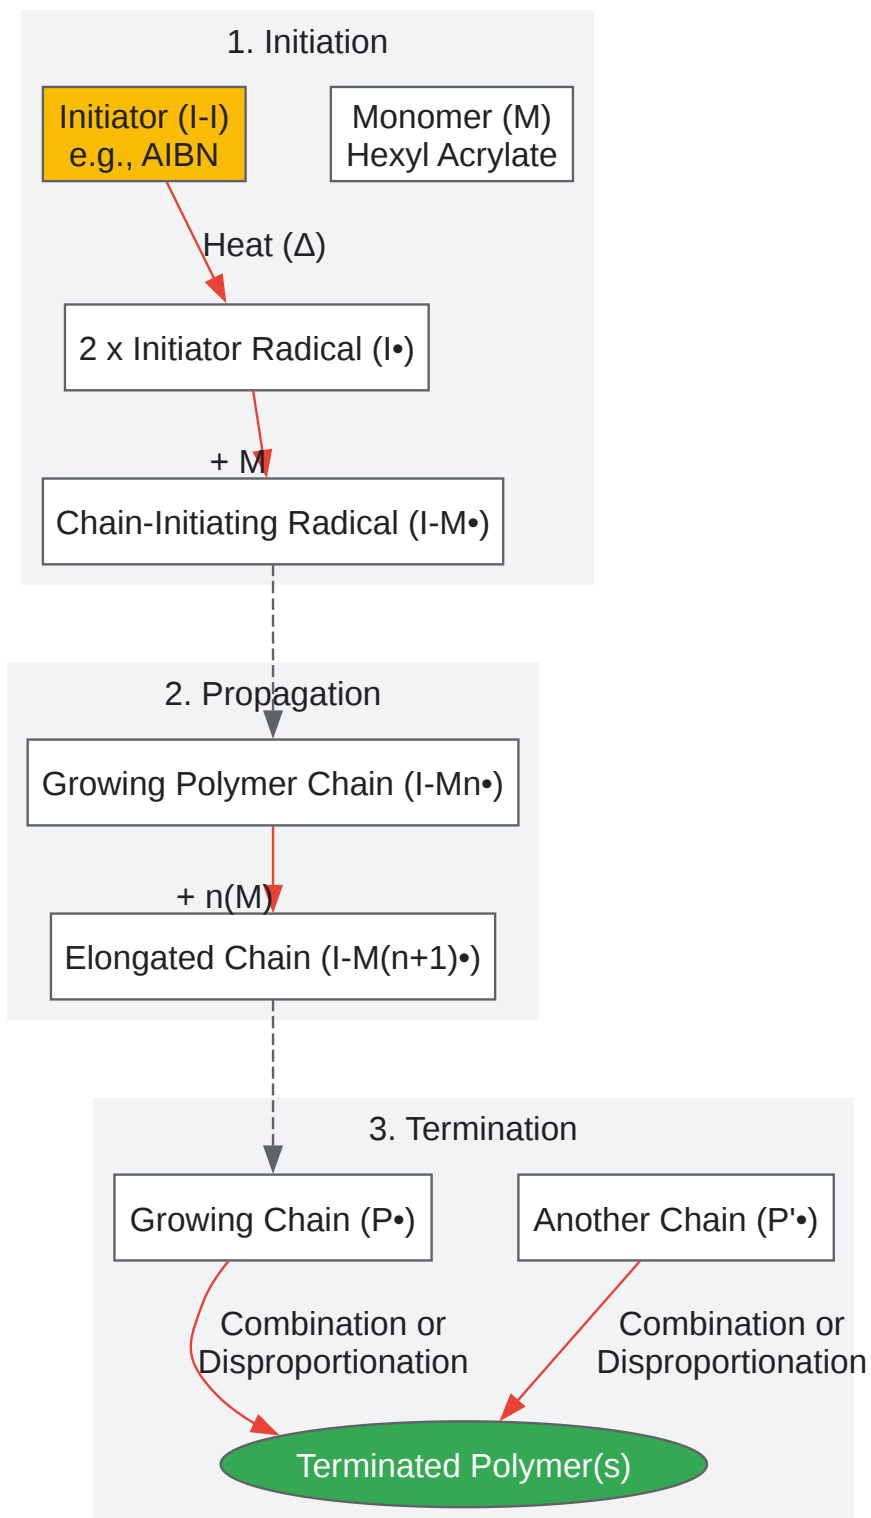 1. Initiation
Initiator (I-I)
e.g., AIBN
Monomer (M)
Hexyl Acrylate
Heat (Δ)
2 x Initiator Radical (I•)
+ M
Chain-Initiating Radical (I-M•)
2. Propagation
Growing Polymer Chain (I-Mn•)
+ n(M)
Elongated Chain (I-M(n+1)•)
3. Termination
Growing Chain (P•)
Another Chain (P'•)
Combination or
Disproportionation
Combination or
Disproportionation
Terminated Polymer(s)